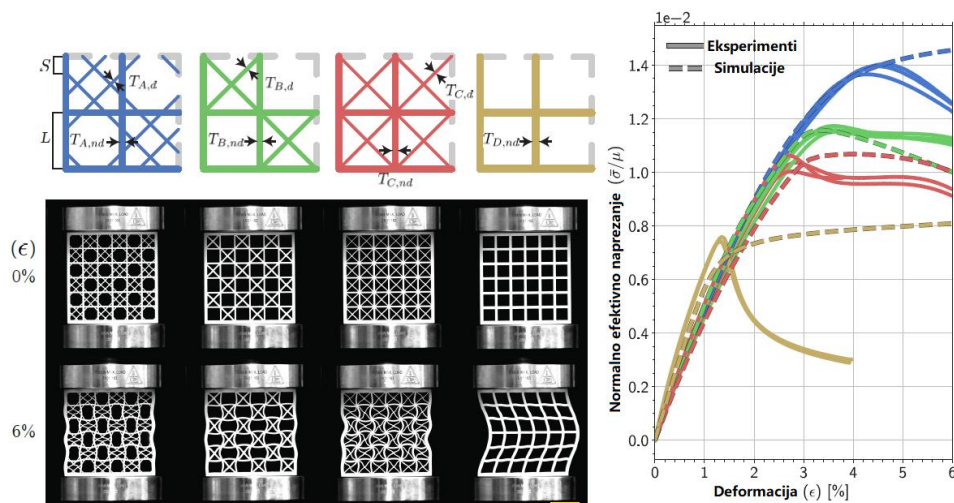 S
L
T_{A,d}
T_{A,nd}
T_{B,d}
T_{B,nd}
T_{C,d}
T_{C,nd}
T_{D,nd}
(ϵ)
0%
6%
1e−2
Eksperimenti
Simulacije
Normalno efektivno naprezanje (σ̄/μ)
1.4
1.2
1.0
0.8
0.6
0.4
0.2
0.0
0 1 2 3 4 5 6
Deformacija (ϵ) [%]